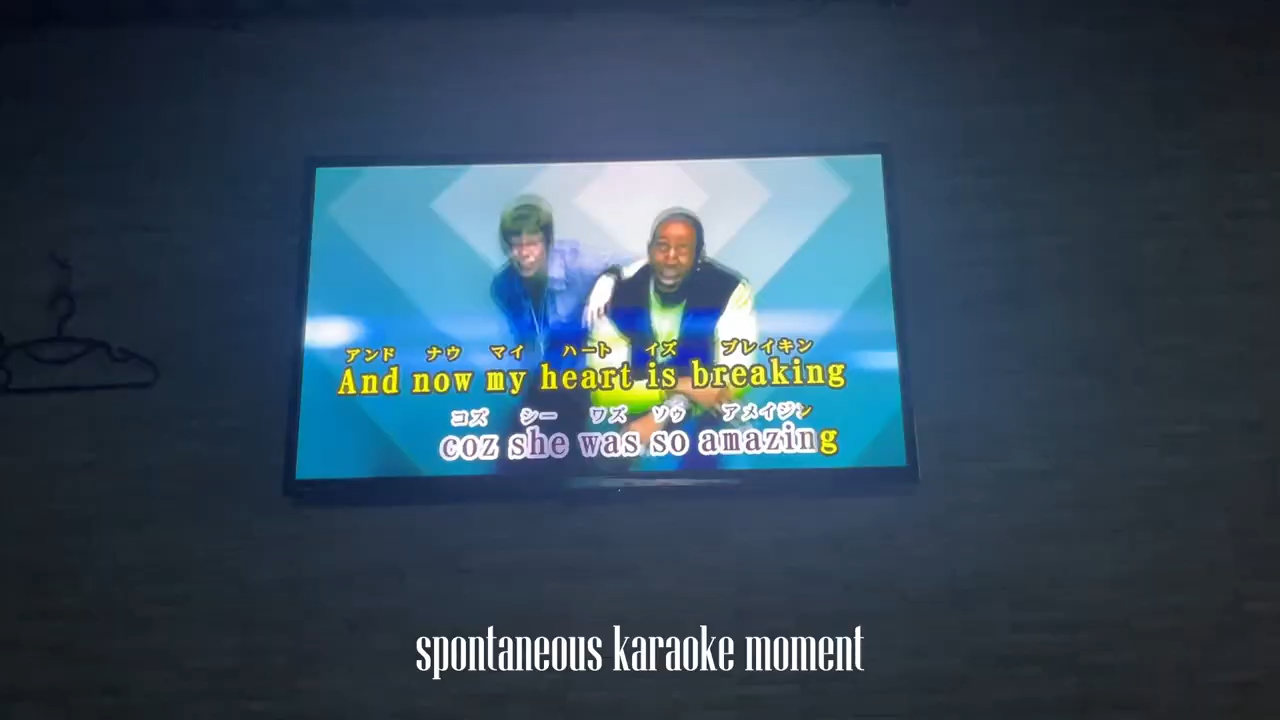 アンド ナウ マイ ハート イズ ブレイキン
And now my heart is breaking
コズ シー ワズ ソゥ アメイジン
coz she was so amazing
spontaneous karaoke moment